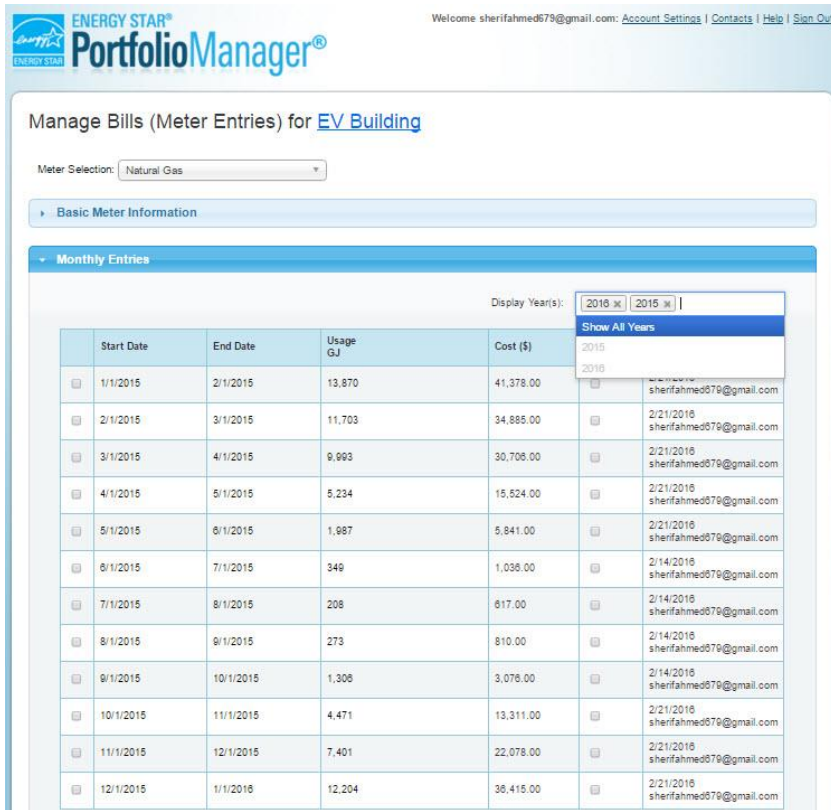 ENERGY STAR®
PortfolioManager®
energy
ENERGY STAR
Welcome sherifahmed679@gmail.com: Account Settings | Contacts | Help | Sign Out
Manage Bills (Meter Entries) for EV Building
Meter Selection: Natural Gas
Basic Meter Information
Monthly Entries
Display Year(s): 2016 2015
Show All Years
2015
2016
Start Date End Date Usage GJ Cost ($)
1/1/2015 2/1/2015 13,870 41,378.00 2/21/2016 sherifahmed679@gmail.com
2/1/2015 3/1/2015 11,703 34,885.00 2/21/2016 sherifahmed679@gmail.com
3/1/2015 4/1/2015 9,993 30,706.00 2/21/2016 sherifahmed679@gmail.com
4/1/2015 5/1/2015 5,234 15,524.00 2/21/2016 sherifahmed679@gmail.com
5/1/2015 6/1/2015 1,987 5,841.00 2/21/2016 sherifahmed679@gmail.com
6/1/2015 7/1/2015 349 1,036.00 2/14/2016 sherifahmed679@gmail.com
7/1/2015 8/1/2015 208 617.00 2/14/2016 sherifahmed679@gmail.com
8/1/2015 9/1/2015 273 810.00 2/14/2016 sherifahmed679@gmail.com
9/1/2015 10/1/2015 1,306 3,076.00 2/14/2016 sherifahmed679@gmail.com
10/1/2015 11/1/2015 4,471 13,311.00 2/21/2016 sherifahmed679@gmail.com
11/1/2015 12/1/2015 7,401 22,078.00 2/21/2016 sherifahmed679@gmail.com
12/1/2015 1/1/2016 12,204 36,415.00 2/21/2016 sherifahmed679@gmail.com